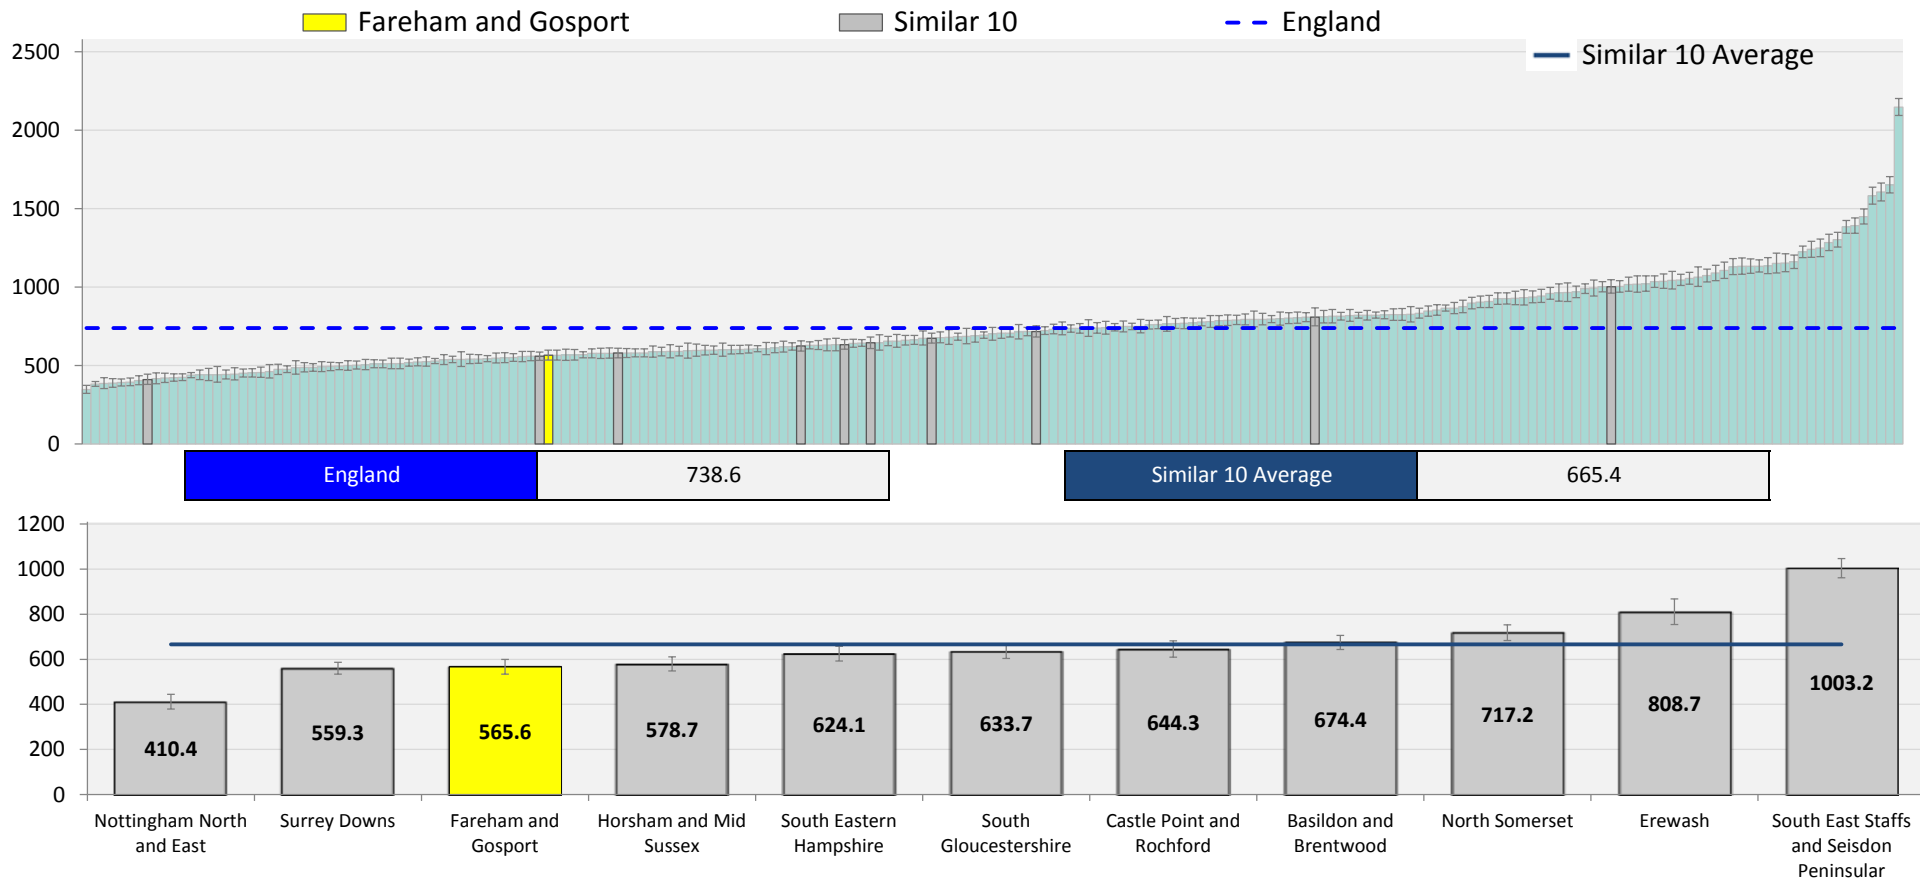 Fareham and Gosport
Similar 10
England
Similar 10 Average
2500
2000
1500
1000
500
0
England 738.6 Similar 10 Average 665.4
1200
1000
800
600
400
200
0
410.4 559.3 565.6 578.7 624.1 633.7 644.3 674.4 717.2 808.7 1003.2
Nottingham North
and East
Surrey Downs
Fareham and
Gosport
Horsham and Mid
Sussex
South Eastern
Hampshire
South
Gloucestershire
Castle Point and
Rochford
Basildon and
Brentwood
North Somerset
Erewash
South East Staffs
and Seisdon
Peninsular